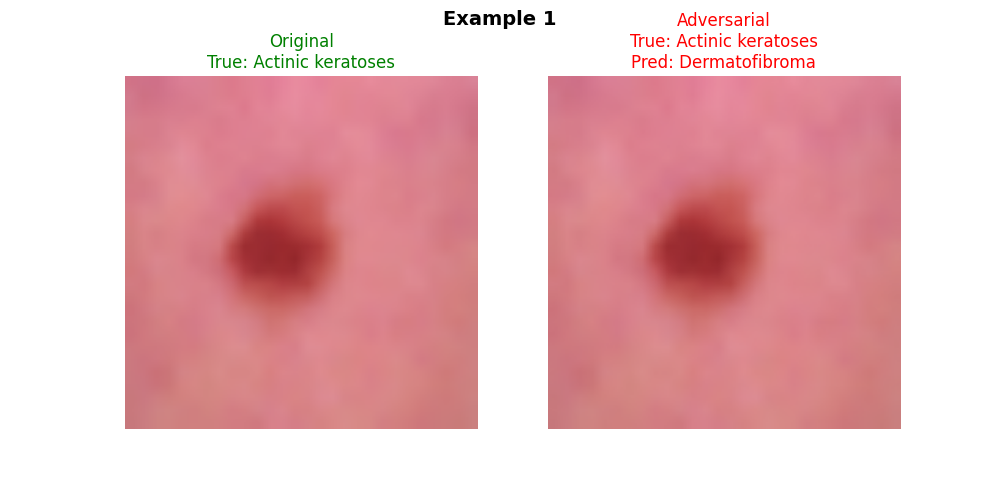 Example 1
Original
True: Actinic keratoses
Adversarial
True: Actinic keratoses
Pred: Dermatofibroma